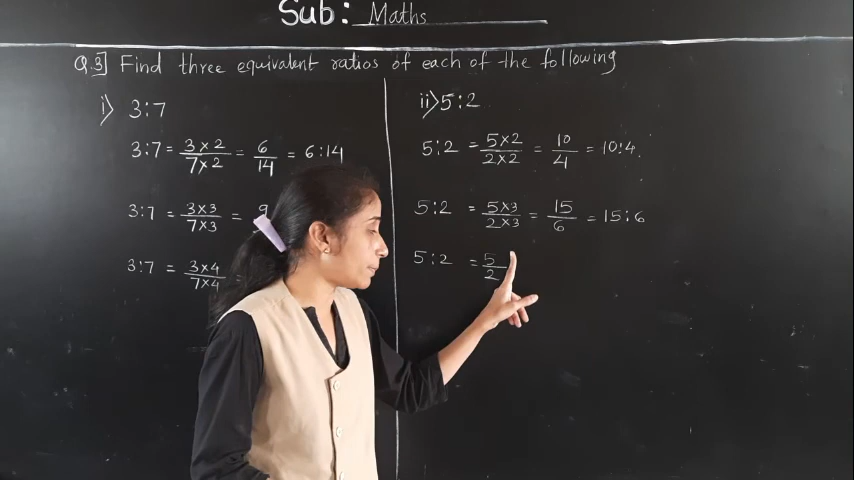 Sub: Maths
Q.3] Find three equivalent ratios of each of the following
i) 3:7
3:7 = 3×2/7×2 = 6/14 = 6:14
3:7 = 3×3/7×3 = 9
3:7 = 3×4/7×4 =
ii) 5:2
5:2 = 5×2/2×2 = 10/4 = 10:4.
5:2 = 5×3/2×3 = 15/6 = 15:6
5:2 = 5/2